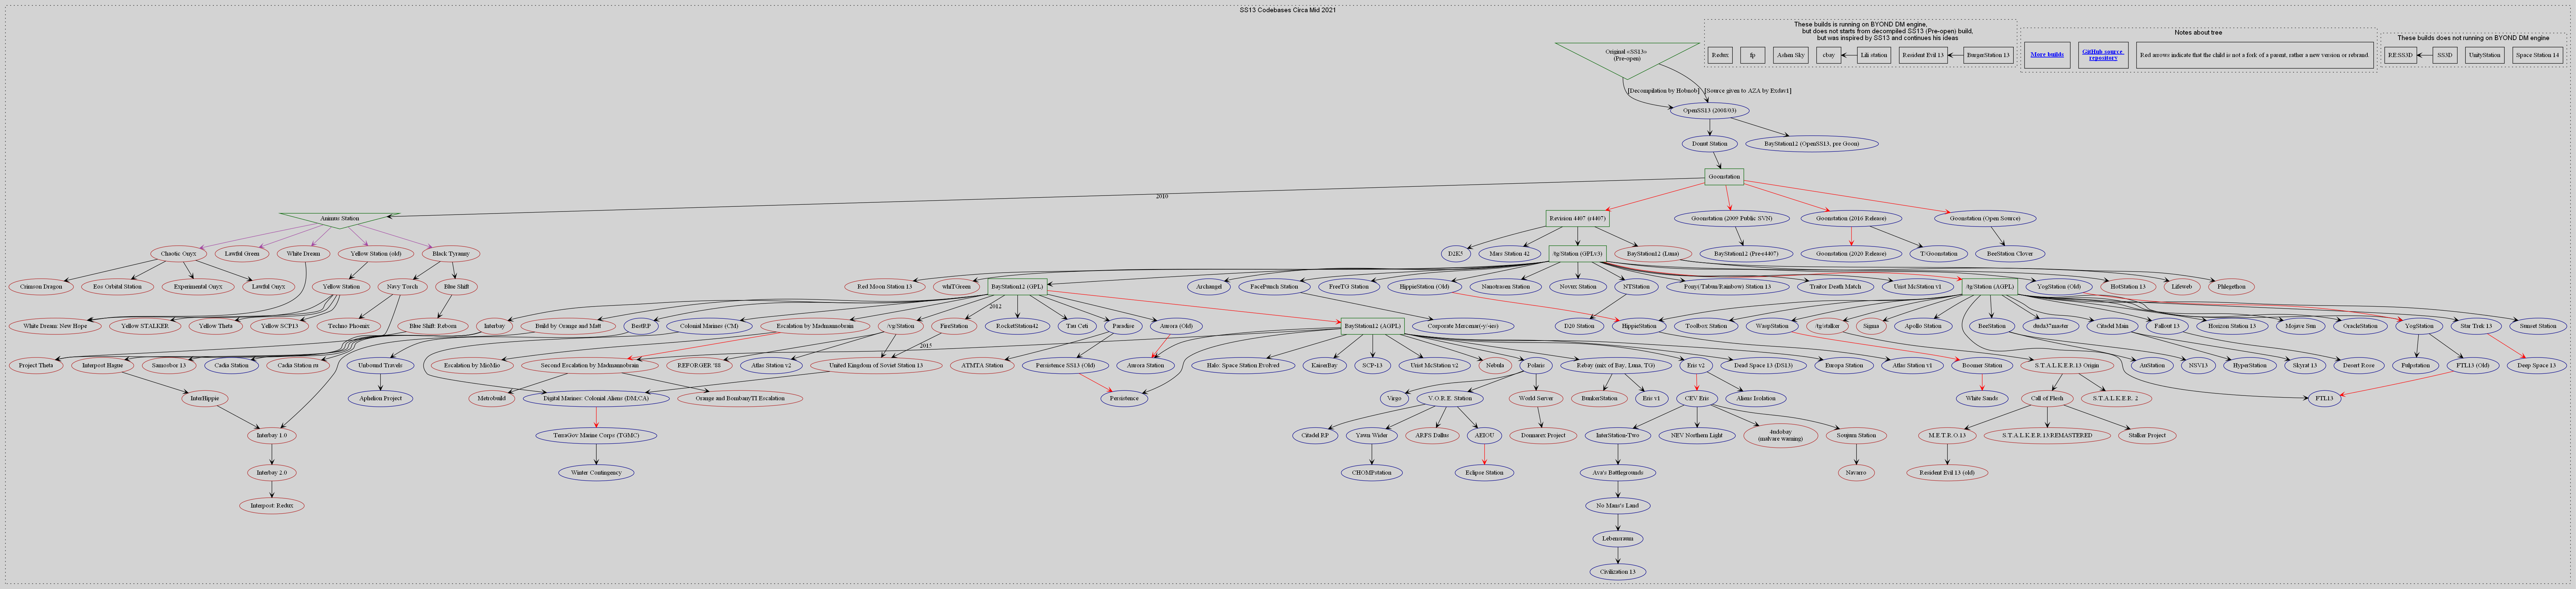 SS13 Codebases Circa Mid 2021
These builds is running on BYOND DM engine,
but does not starts from decompiled SS13 (Pre-open) build,
but was inspired by SS13 and continues his ideas
Redux
fp
Ashen Sky
cbay
Lili station
Resident Evil 13
BurgerStation 13
Notes about tree
More builds
GitHub source
repository
Red arrows indicate that the child is not a fork of a parent, rather a new version or rebrand.
These builds does not running on BYOND DM engine
RE:SS3D
SS3D
UnityStation
Space Station 14
Original «SS13»
(Pre-open)
[Decompilation by Hobnob]
[Source given to AZA by Exdav1]
OpenSS13 (2008/03)
Donut Station
BayStation12 (OpenSS13, pre Goon)
Goonstation
2010
Animus Station
Revision 4407 (r4407)
Goonstation (2009 Public SVN)
Goonstation (2016 Release)
Goonstation (Open Source)
Chaotic Onyx
Lawful Green
White Dream
Yellow Station (old)
Black Tyranny
D2K5
Mars Station 42
/tg/Station (GPLv3)
BayStation12 (Luna)
BayStation12 (Pre-r4407)
Goonstation (2020 Release)
T/Goonstation
BeeStation Clover
Crimson Dragon
Eos Orbital Station
Experimental Onyx
Lawful Onyx
Yellow Station
Navy Torch
Blue Shift
Red Moon Station 13
whiTGreen
BayStation12 (GPL)
Archangel
FacePunch Station
FreeTG Station
HippieStation (Old)
Nanotrasen Station
Novux Station
NTStation
Pony(/Tabun/Rainbow) Station 13
Traitor Death Match
Unit McStation v1
/tg/Station (AGPL)
YogStation (Old)
HotStation 13
Lifeweb
Phlegethon
2012
White Dream: New Hope
Yellow STALKER
Yellow Theta
Yellow SCP13
Techno Phoenix
Blue Shift: Reborn
Interbay
Build by Orange and Matt
BestRP
Colonial Marines (CM)
Escalation by Madmannobrain
/vg/Station
FireStation
RocketStation42
Tau Ceti
Paradise
Aurora (Old)
BayStation12 (AGPL)
Corporate Mercenar(-y/-ies)
D20 Station
HippieStation
Toolbox Station
WaspStation
/tg/stalker
Sigma
Apollo Station
BeeStation
duda37master
Citadel Main
Fallout 13
Horizon Station 13
Mojave Sun
OracleStation
YogStation
Star Trek 13
Sunset Station
2015
Project Theta
Interpost Hague
Samosbor 13
Cadia Station
Cadia Station.ru
Unbound Travels
Escalation by MioMio
Second Escalation by Madmannobrain
REFORGER '88
Atlas Station v2
United Kingdom of Soviet Station 13
ATMTA Station
Persistence SS13 (Old)
Aurora Station
Halo: Space Station Evolved
KanierBay
SCP-13
Unit McStation v2
Nebula
Polaris
Rebay (mix of Bay, Luna, TG)
Eris v2
Dead Space 13 (DS13)
Europa Station
Atlas Station v1
Boomer Station
S.T.A.L.K.E.R 13 Origin
AuStation
NSV13
HyperStation
Skyrat 13
Desert Rose
Fulpstation
FTL13 (Old)
Deep Space 13
InterHippie
Aphelion Project
Metrobuild
Digital Marines: Colonial Aliens (DM;CA)
Orange and BombanyTI Escalation
Persistence
Virgo
V.O.R.E. Station
World Server
BunkerStation
Eris v1
CEV Eris
Aliens Isolation
White Sands
Call of Flesh
S.T.A.L.K.E.R. 2
FTL13
Interbay 1.0
TerraGov Marine Corps (TGMC)
Citadel RP
Yawn Wider
ARFS Dallus
AEIOU
Donnarex Project
InterStation-Two
NEV Northern Light
-indobay
(malware warning)
Soujurn Station
M.E.T.R.O.13
S.T.A.L.K.E.R.13:REMASTERED
Stalker Project
Interbay 2.0
Winter Contingency
CHOMPstation
Eclipse Station
Ava's Battlegrounds
Navarro
Resident Evil 13 (old)
Interpost: Redux
No Mans's Land
Lebensraum
Civilization 13